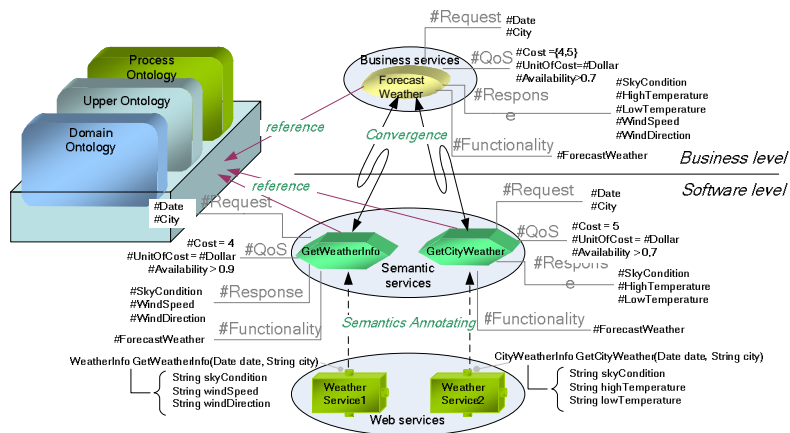 #Request
#Date
#City
Business services
#QoS
#Cost ={4,5}
#UnitOfCost=#Dollar
#Availability>0.7
Process
Ontology
Upper Ontology
Domain
Ontology
Forecast
Weather
#Respons
e
#SkyCondition
#HighTemperature
#LowTemperature
#WindSpeed
#WindDirection
reference
Convergence
#Functionality
#ForecastWeather
Business level
Software level
reference
#Date
#City
#Request
#Request
#Date
#City
#Cost = 4
#UnitOfCost= #Dollar
#Availability > 0.9
#QoS
GetWeatherInfo
GetCityWeather
#QoS
#Cost = 5
#UnitOfCost= #Dollar
#Availability > 0,7
Semantic
services
#Respons
e
#SkyCondition
#HighTemperature
#LowTemperature
#SkyCondition
#WindSpeed
#WindDirection
#Response
#Functionality
#ForecastWeather
Semantics Annotating
#Functionality
#ForecastWeather
WeatherInfo GetWeatherInfo(Date date, String city)
String skyCondition
String windSpeed
String windDirection
CityWeatherInfo GetCityWeather(Date date, String city)
String skyCondition
String highTemperature
String lowTemperature
Weather
Service1
Weather
Service2
Web services